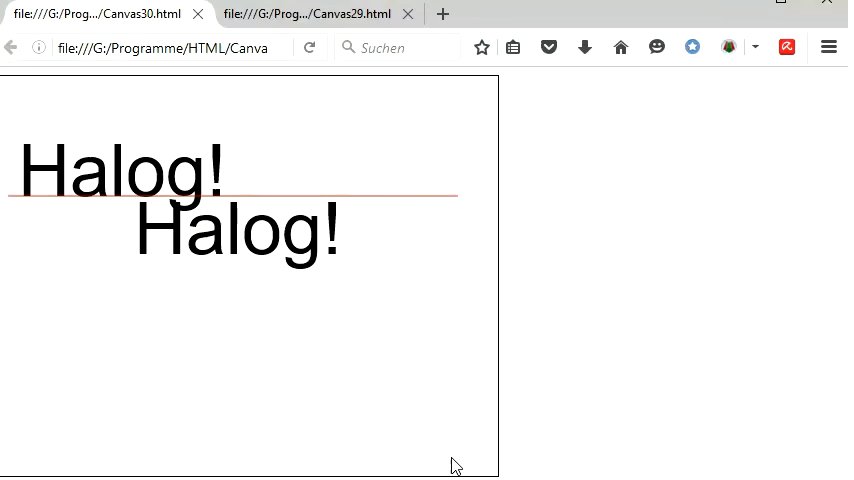 file:///G:/Prog.../Canvas30.html
file:///G:/Prog.../Canvas29.html
file:///G:/Programme/HTML/Canva
Suchen
Halog!
Halog!